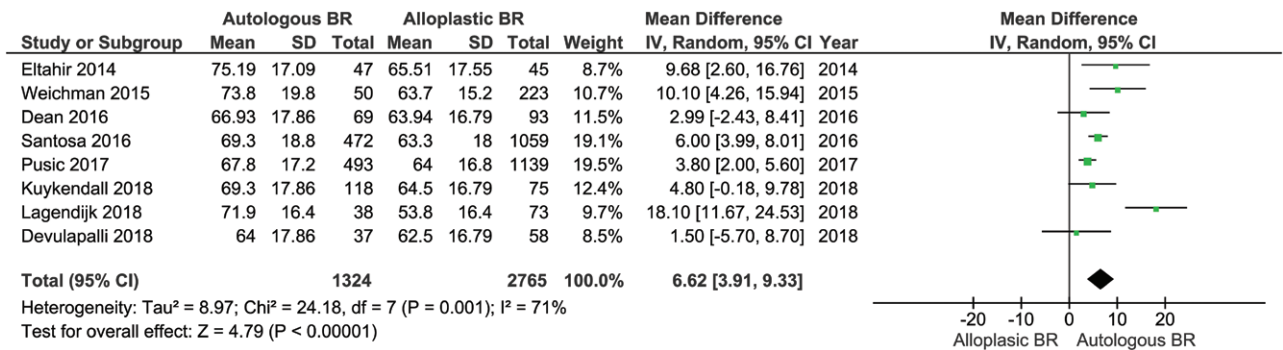 Autologous BR Alloplastic BR Mean Difference Mean Difference
Study or Subgroup Mean SD Total Mean SD Total Weight IV, Random, 95% CI Year IV, Random, 95% CI
Eltahir 2014 75.19 17.09 47 65.51 17.55 45 8.7% 9.68 [2.60, 16.76] 2014
Weichman 2015 73.8 19.8 50 63.7 15.2 223 10.7% 10.10 [4.26, 15.94] 2015
Dean 2016 66.93 17.86 69 63.94 16.79 93 11.5% 2.99 [-2.43, 8.41] 2016
Santosa 2016 69.3 18.8 472 63.3 18 1059 19.1% 6.00 [3.99, 8.01] 2016
Pusic 2017 67.8 17.2 493 64 16.8 1139 19.5% 3.80 [2.00, 5.60] 2017
Kuykendall 2018 69.3 17.86 118 64.5 16.79 75 12.4% 4.80 [-0.18, 9.78] 2018
Lagendijk 2018 71.9 16.4 38 53.8 16.4 73 9.7% 18.10 [11.67, 24.53] 2018
Devulapalli 2018 64 17.86 37 62.5 16.79 58 8.5% 1.50 [-5.70, 8.70] 2018
Total (95% CI) 1324 2765 100.0% 6.62 [3.91, 9.33]
Heterogeneity: Tau² = 8.97; Chi² = 24.18, df = 7 (P = 0.001); I² = 71%
Test for overall effect: Z = 4.79 (P < 0.00001)
-20 -10 0 10 20
Alloplasic BR Autologous BR